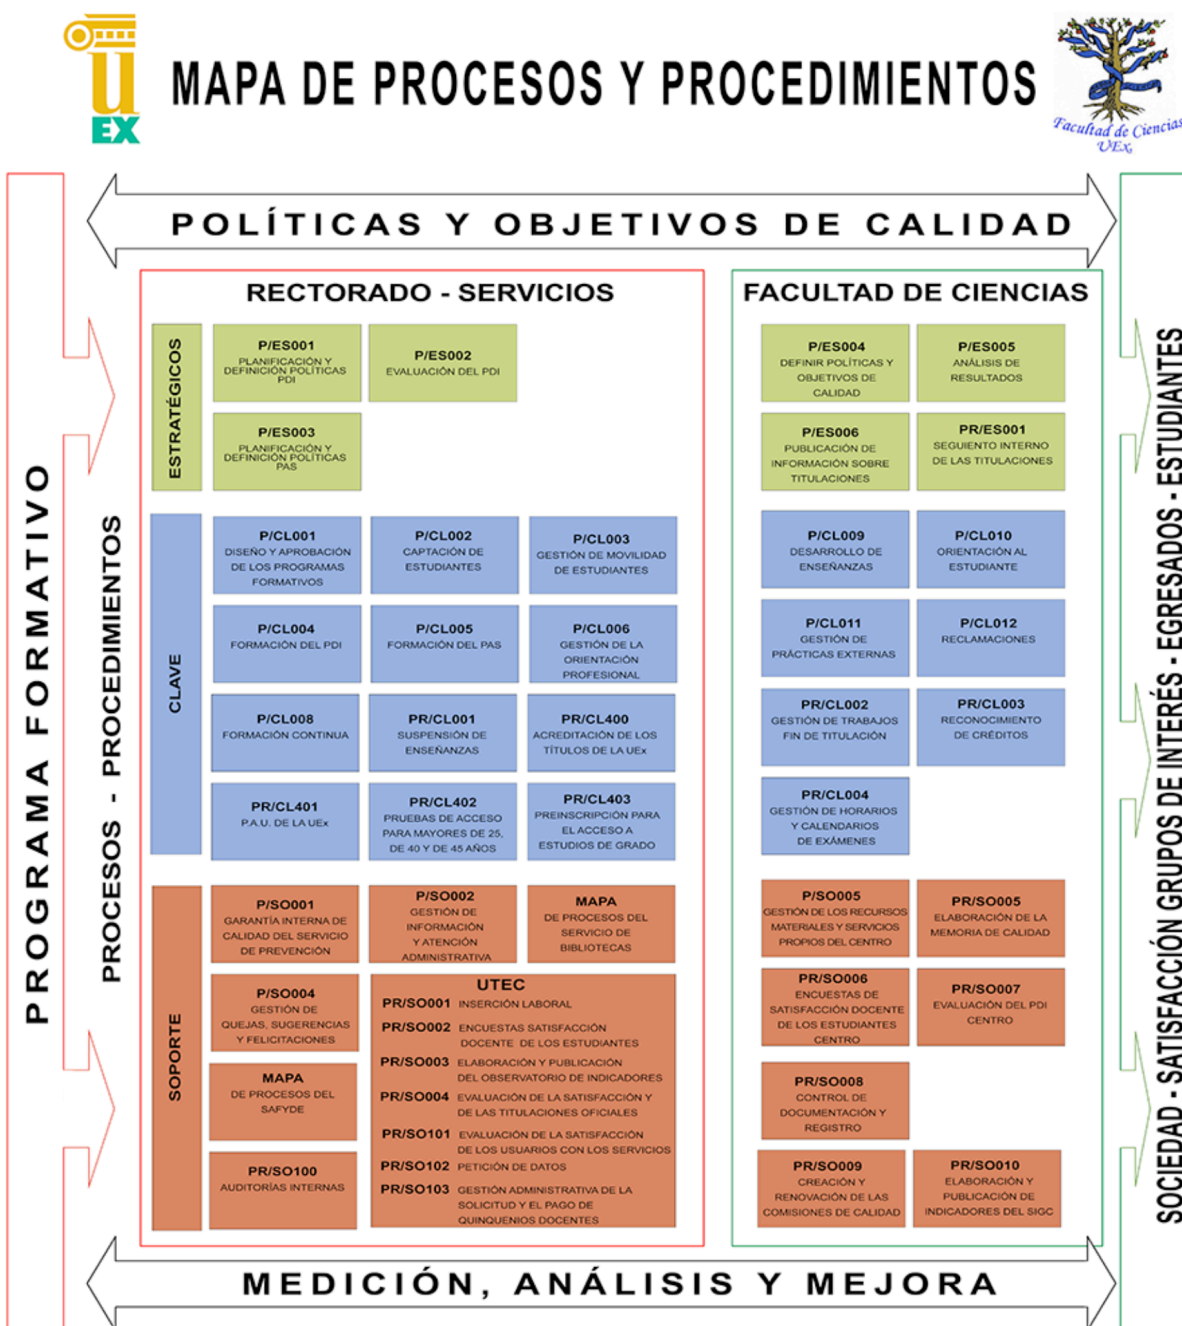 u
EX
MAPA DE PROCESOS Y PROCEDIMIENTOS
Facultad de Ciencias
UEx.
POLÍTICAS Y OBJETIVOS DE CALIDAD
PROGRAMA FORMATIVO
PROCESOS - PROCEDIMIENTOS
RECTORADO - SERVICIOS
ESTRATÉGICOS
P/ES001
PLANIFICACIÓN Y
DEFINICIÓN POLÍTICAS
PDI
P/ES002
EVALUACIÓN DEL PDI
P/ES003
PLANIFICACIÓN Y
DEFINICIÓN POLÍTICAS
PAS
CLAVE
P/CL001
DISEÑO Y APROBACIÓN
DE LOS PROGRAMAS
FORMATIVOS
P/CL002
CAPTACIÓN DE
ESTUDIANTES
P/CL003
GESTIÓN DE MOVILIDAD
DE ESTUDIANTES
P/CL004
FORMACIÓN DEL PDI
P/CL005
FORMACIÓN DEL PAS
P/CL006
GESTIÓN DE LA
ORIENTACIÓN
PROFESIONAL
P/CL008
FORMACIÓN CONTINUA
PR/CL001
SUSPENSIÓN DE
ENSEÑANZAS
PR/CL400
ACREDITACIÓN DE LOS
TÍTULOS DE LA UEx
PR/CL401
P.A.U. DE LA UEx
PR/CL402
PRUEBAS DE ACCESO
PARA MAYORES DE 25,
DE 40 Y DE 45 AÑOS
PR/CL403
PREINSCRIPCIÓN PARA
EL ACCESO A
ESTUDIOS DE GRADO
SOPORTE
P/SO001
GARANTÍA INTERNA DE
CALIDAD DEL SERVICIO
DE PREVENCIÓN
P/SO002
GESTIÓN DE
INFORMACIÓN
Y ATENCIÓN
ADMINISTRATIVA
MAPA
DE PROCESOS DEL
SERVICIO DE
BIBLIOTECAS
P/SO004
GESTIÓN DE
QUEJAS, SUGERENCIAS
Y FELICITACIONES
MAPA
DE PROCESOS DEL
SAFYDE
PR/SO100
AUDITORÍAS INTERNAS
UTEC
PR/SO001 INSERCIÓN LABORAL
PR/SO002 ENCUESTAS SATISFACCIÓN
DOCENTE DE LOS ESTUDIANTES
PR/SO003 ELABORACIÓN Y PUBLICACIÓN
DEL OBSERVATORIO DE INDICADORES
PR/SO004 EVALUACIÓN DE LA SATISFACCIÓN Y
DE LAS TITULACIONES OFICIALES
PR/SO101 EVALUACIÓN DE LA SATISFACCIÓN
DE LOS USUARIOS CON LOS SERVICIOS
PR/SO102 PETICIÓN DE DATOS
PR/SO103 GESTIÓN ADMINISTRATIVA DE LA
SOLICITUD Y EL PAGO DE
QUINQUENIOS DOCENTES
FACULTAD DE CIENCIAS
P/ES004
DEFINIR POLÍTICAS Y
OBJETIVOS DE
CALIDAD
P/ES005
ANÁLISIS DE
RESULTADOS
P/ES006
PUBLICACIÓN DE
INFORMACIÓN SOBRE
TITULACIONES
PR/ES001
SEGUIENTO INTERNO
DE LAS TITULACIONES
P/CL009
DESARROLLO DE
ENSEÑANZAS
P/CL010
ORIENTACIÓN AL
ESTUDIANTE
P/CL011
GESTIÓN DE
PRÁCTICAS EXTERNAS
P/CL012
RECLAMACIONES
PR/CL002
GESTIÓN DE TRABAJOS
FIN DE TITULACIÓN
PR/CL003
RECONOCIMIENTO
DE CRÉDITOS
PR/CL004
GESTIÓN DE HORARIOS
Y CALENDARIOS
DE EXÁMENES
P/SO005
GESTIÓN DE LOS RECURSOS
MATERIALES Y SERVICIOS
PROPIOS DEL CENTRO
PR/SO005
ELABORACIÓN DE LA
MEMORIA DE CALIDAD
PR/SO006
ENCUESTAS DE
SATISFACCIÓN DOCENTE
DE LOS ESTUDIANTES
CENTRO
PR/SO007
EVALUACIÓN DEL PDI
CENTRO
PR/SO008
CONTROL DE
DOCUMENTACIÓN Y
REGISTRO
PR/SO009
CREACIÓN Y
RENOVACIÓN DE LAS
COMISIONES DE CALIDAD
PR/SO010
ELABORACIÓN Y
PUBLICACIÓN DE
INDICADORES DEL SIGC
SOCIEDAD - SATISFACCIÓN GRUPOS DE INTERÉS - EGRESADOS - ESTUDIANTES
MEDICIÓN, ANÁLISIS Y MEJORA